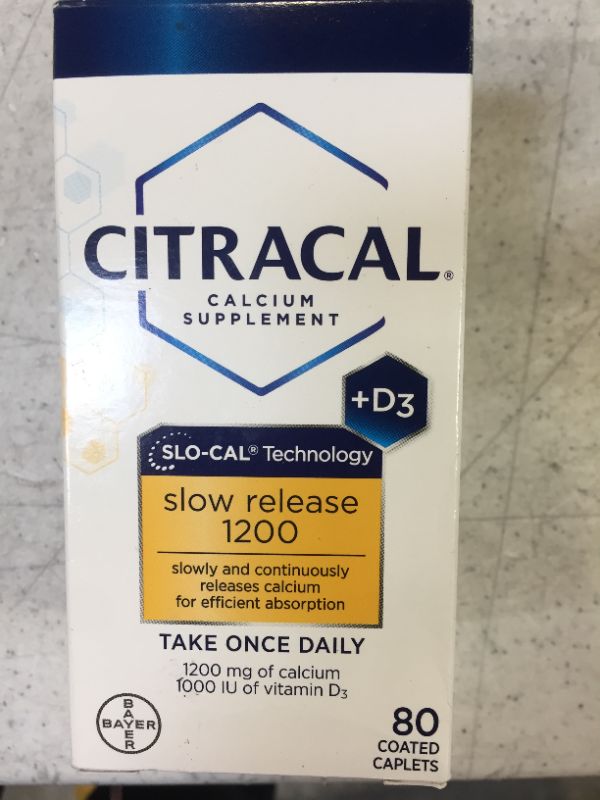 CITRACAL®
CALCIUM
SUPPLEMENT
+D3
SLO-CAL® Technology
slow release
1200
slowly and continuously
releases calcium
for efficient absorption
TAKE ONCE DAILY
1200 mg of calcium
1000 IU of vitamin D3
BAYER
BAYER
80
COATED
CAPLETS